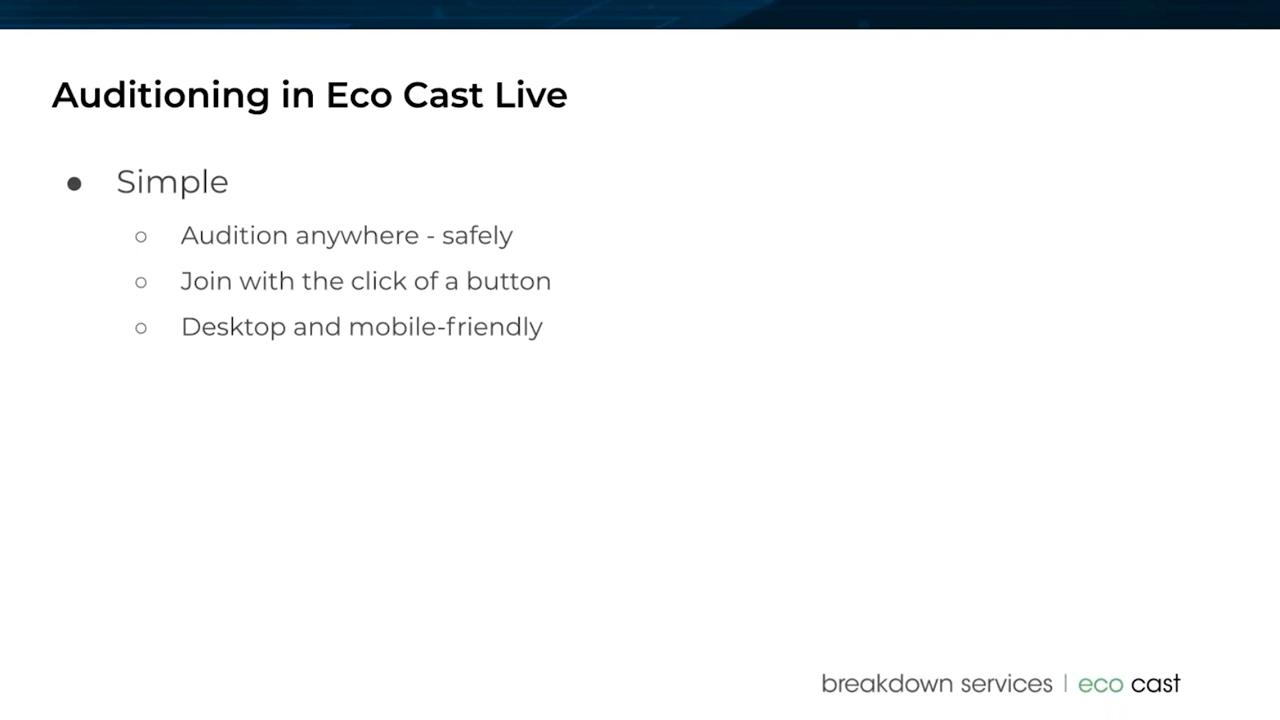 Auditioning in Eco Cast Live
● Simple
○ Audition anywhere - safely
○ Join with the click of a button
○ Desktop and mobile-friendly
breakdown services | eco cast